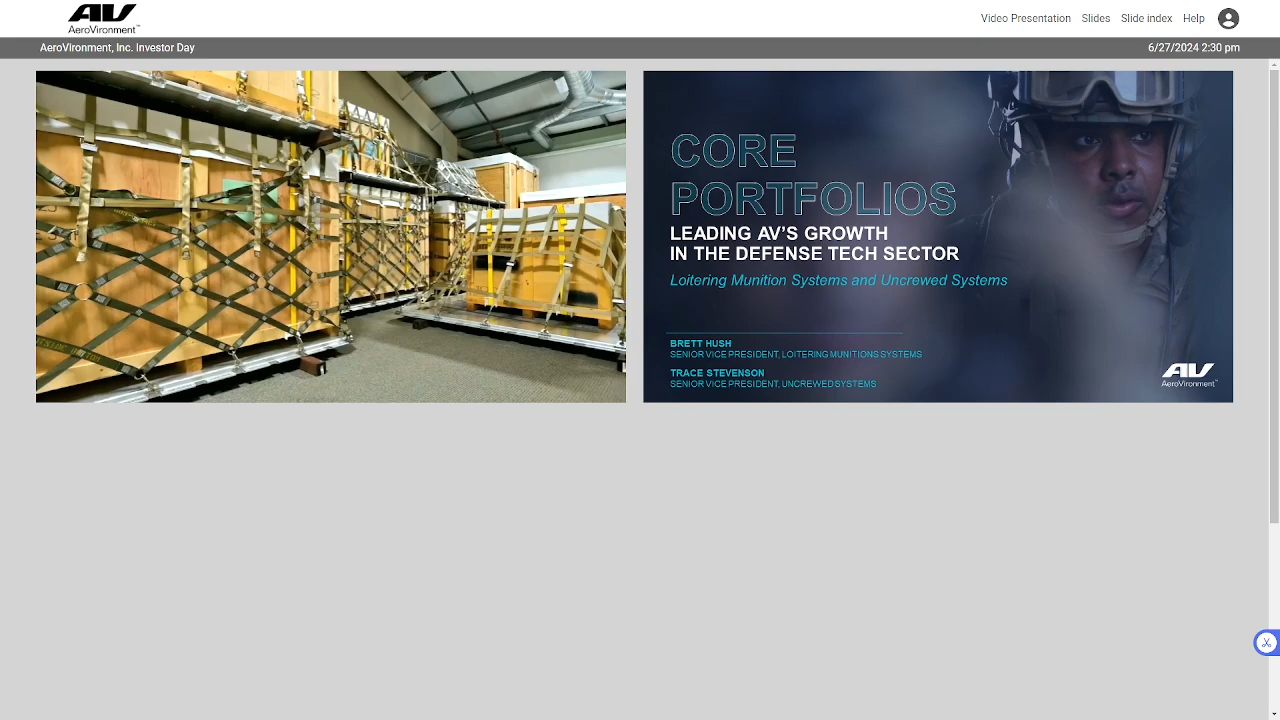 AV
AeroVironment™
Video Presentation Slides Slide index Help
AeroVironment, Inc. Investor Day
6/27/2024 2:30 pm
CORE
PORTFOLIOS
LEADING AV'S GROWTH
IN THE DEFENSE TECH SECTOR
Loitering Munition Systems and Uncrewed Systems
BRETT HUSH
SENIOR VICE PRESIDENT, LOITERING MUNITIONS SYSTEMS
TRACE STEVENSON
SENIOR VICE PRESIDENT, UNCREWED SYSTEMS
AV
AeroVironment™